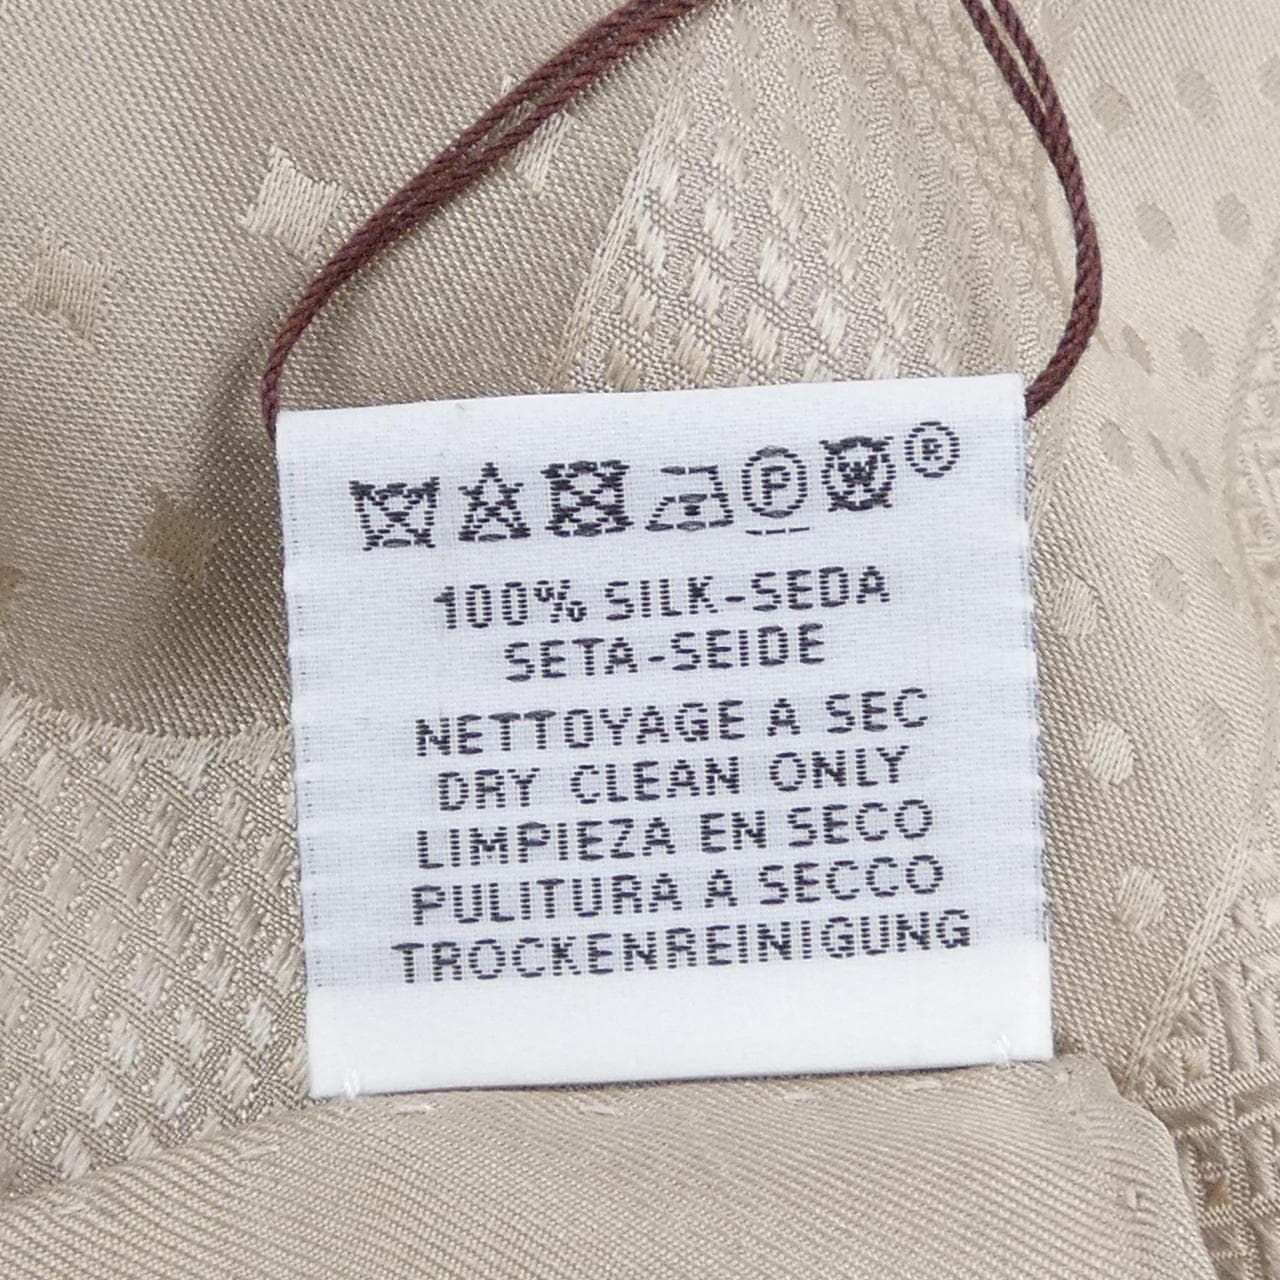 P W ®
100% SILK-SEDA
SETA-SEIDE
NETTOYAGE A SEC
DRY CLEAN ONLY
LIMPIEZA EN SECO
PULITURA A SECCO
TROCKENREINIGUNG